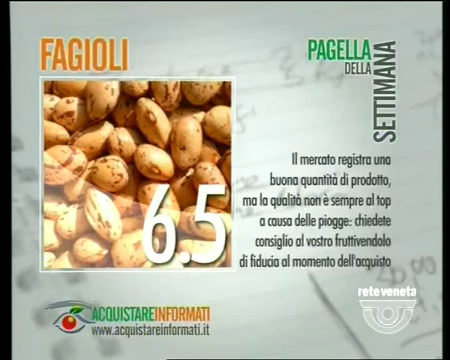 FAGIOLI
PAGELLA
DELLA
SETTIMANA
6.5
Il mercato registra una
buona quantità di prodotto,
ma la qualità non è sempre al top
a causa delle piogge: chiedete
consiglio al vostro fruttivendolo
di fiducia al momento dell'acquisto
ACQUISTAREINFORMATI
www.acquistareinformati.it
reteveneta